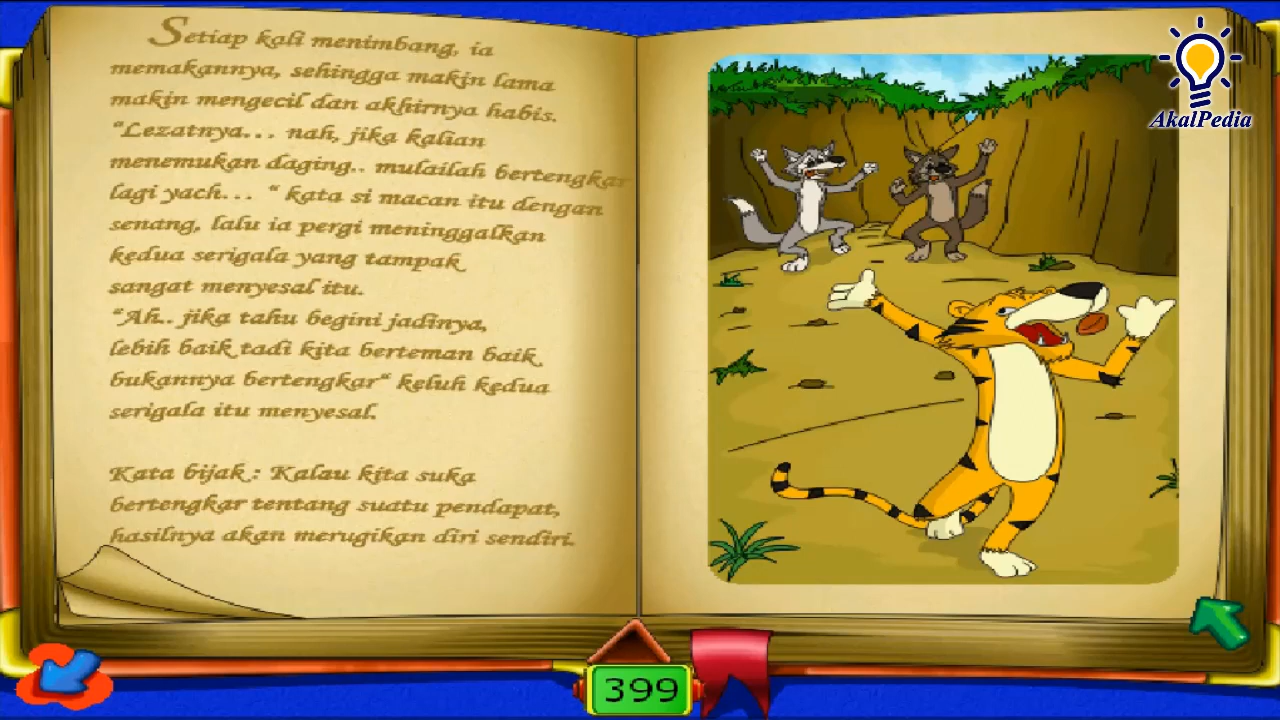 Setiap kali menimbang, ia
memakannya, sehingga makin lama
makin mengecil dan akhirnya habis.
"Lezatnya... nah, jika kalian
menemukan daging.. mulailah bertengkar
lagi yach... " kata si macan itu dengan
senang, lalu ia pergi meninggalkan
kedua serigala yang tampak
sangat menyesal itu.
"Ah.. jika tahu begini jadinya,
lebih baik tadi kita berteman baik
bukannya bertengkar" keluh kedua
serigala itu menyesal.
Kata bijak : Kalau kita suka
bertengkar tentang suatu pendapat,
hasilnya akan merugikan diri sendiri.
AkalPedia
399